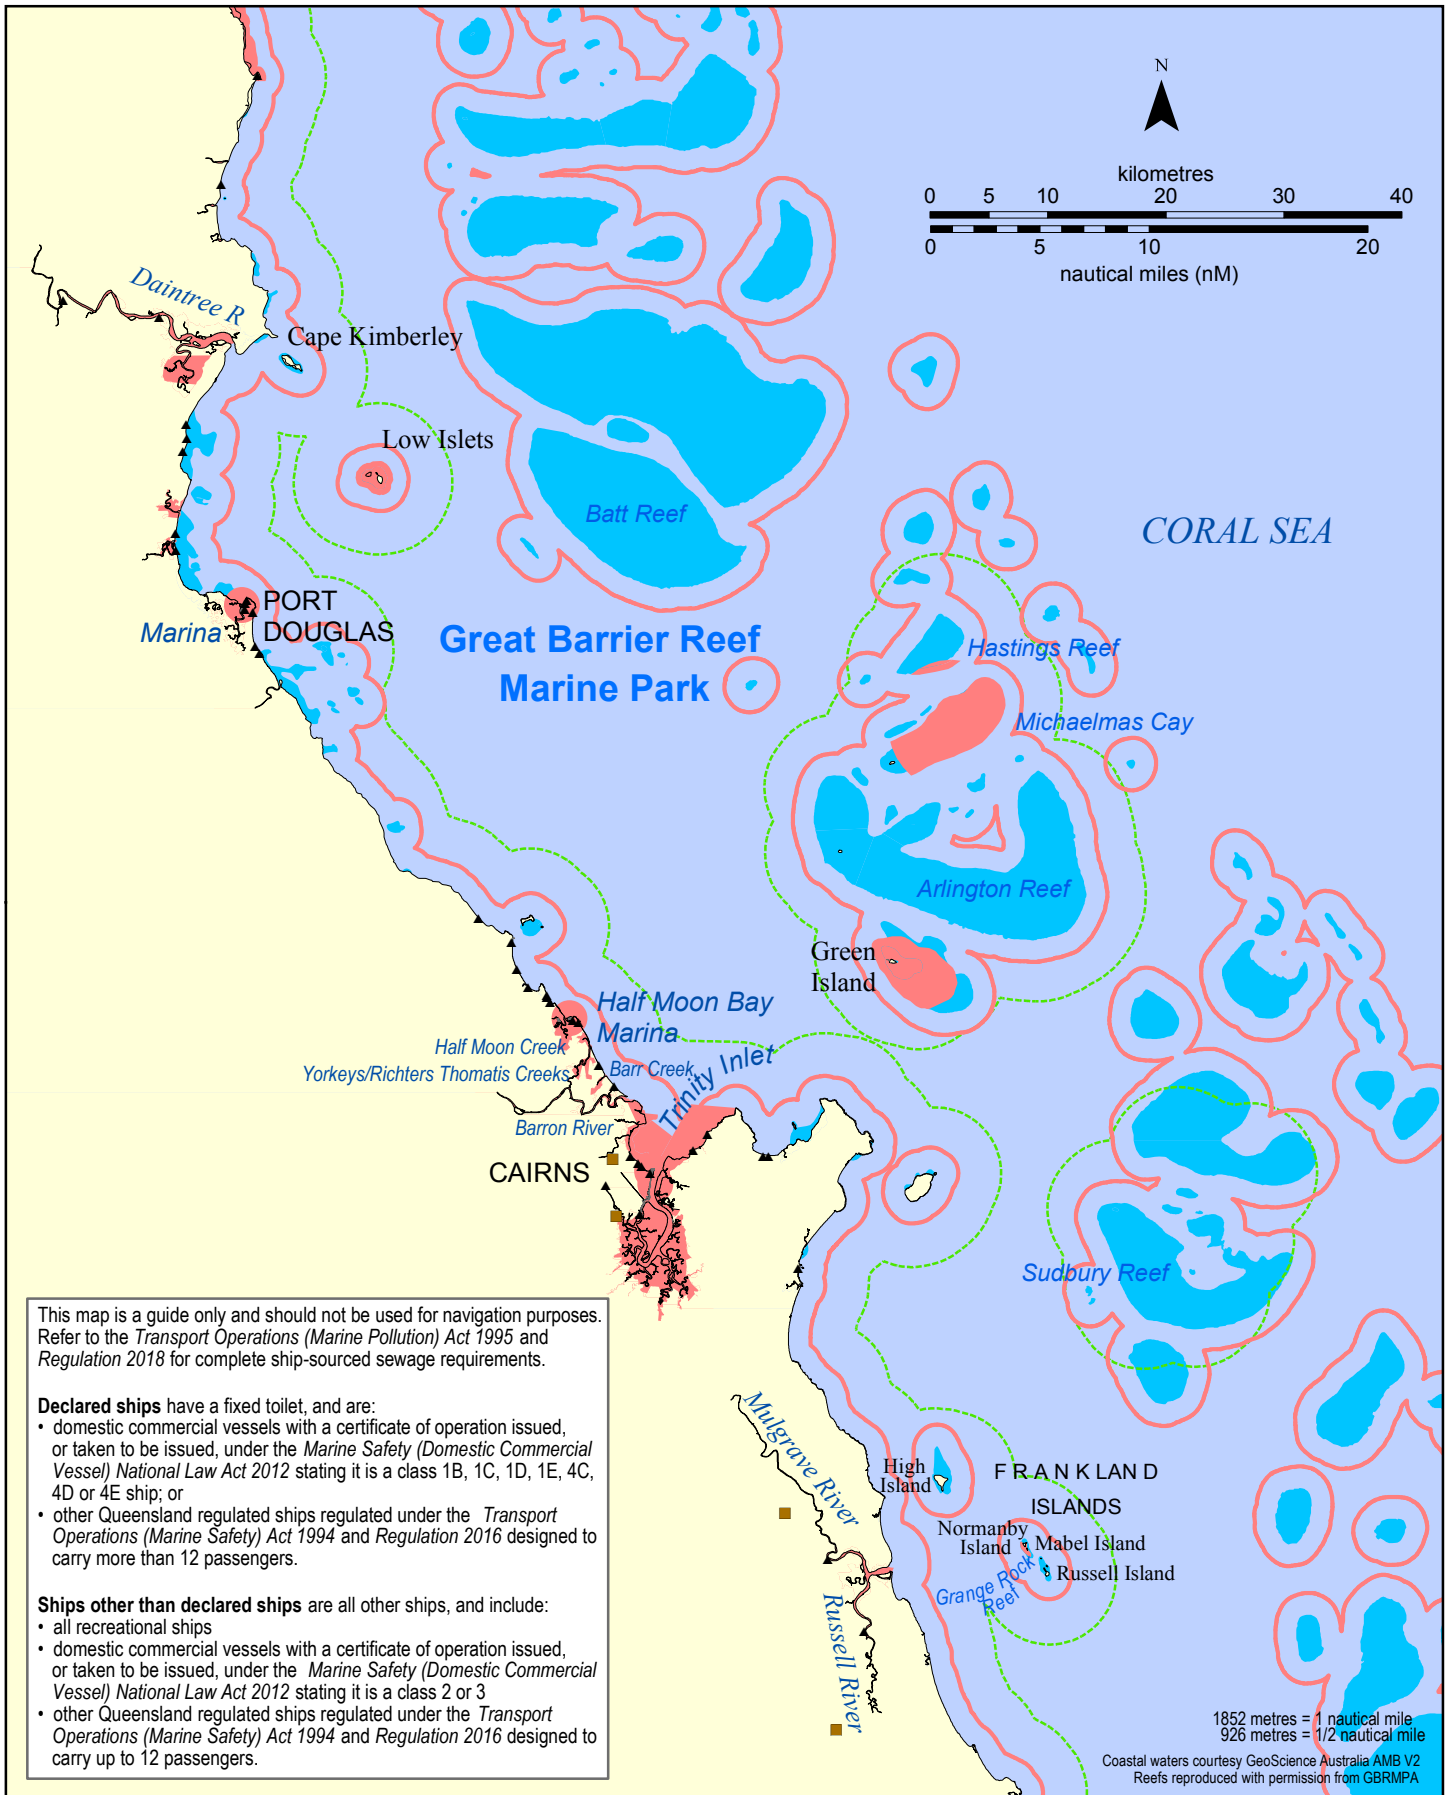 N
kilometres
0 5 10 20 30 40
0 5 10 20
nautical miles (nM)
Daintree R
Cape Kimberley
Low Islets
Batt Reef
CORAL SEA
PORT
DOUGLAS
Marina
Great Barrier Reef
Marine Park
Hastings Reef
Michaelmas Cay
Arlington Reef
Green
Island
Half Moon Bay
Marina
Half Moon Creek
Yorkeys/Richters Thomatis Creeks
Barr Creek
Trinity Inlet
Barron River
CAIRNS
Sudbury Reef
This map is a guide only and should not be used for navigation purposes.
Refer to the Transport Operations (Marine Pollution) Act 1995 and
Regulation 2018 for complete ship-sourced sewage requirements.
Declared ships have a fixed toilet, and are:
• domestic commercial vessels with a certificate of operation issued,
or taken to be issued, under the Marine Safety (Domestic Commercial
Vessel) National Law Act 2012 stating it is a class 1B, 1C, 1D, 1E, 4C,
4D or 4E ship; or
• other Queensland regulated ships regulated under the Transport
Operations (Marine Safety) Act 1994 and Regulation 2016 designed to
carry more than 12 passengers.
Ships other than declared ships are all other ships, and include:
• all recreational ships
• domestic commercial vessels with a certificate of operation issued,
or taken to be issued, under the Marine Safety (Domestic Commercial
Vessel) National Law Act 2012 stating it is a class 2 or 3
• other Queensland regulated ships regulated under the Transport
Operations (Marine Safety) Act 1994 and Regulation 2016 designed to
carry up to 12 passengers.
Mulgrave River
Russell River
High
Island
FRANKLAND
ISLANDS
Normanby
Island
Mabel Island
Russell Island
Grange Rock
Reef
1852 metres = 1 nautical mile
926 metres = 1/2 nautical mile
Coastal waters courtesy GeoScience Australia AMB V2
Reefs reproduced with permission from GBRMPA